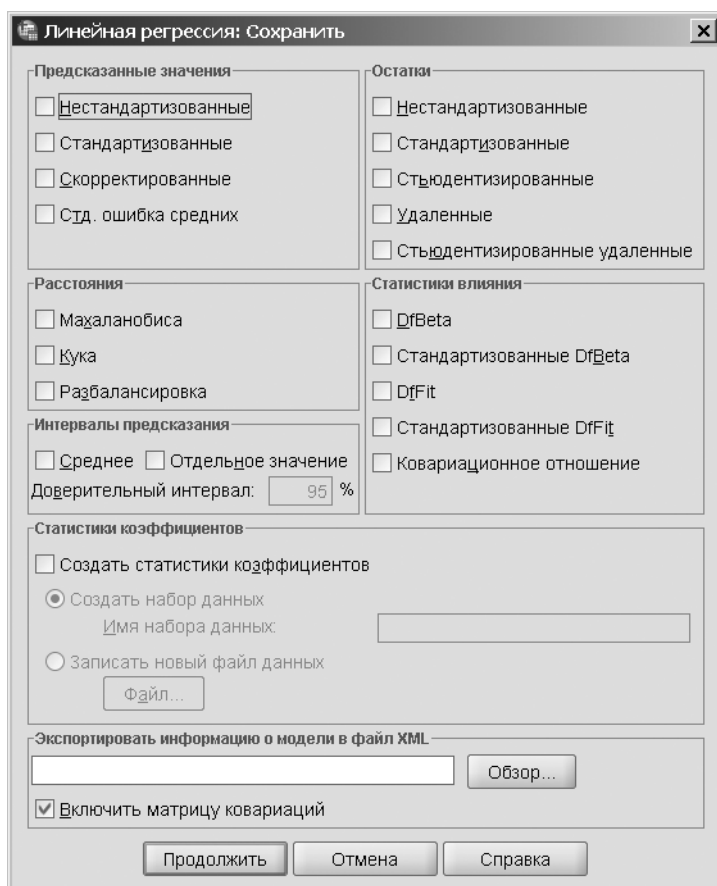 Линейная регрессия: Сохранить
Предсказанные значения
Нестандартизованные
Стандартизованные
Скорректированные
Стд. ошибка средних
Остатки
Нестандартизованные
Стандартизованные
Стьюдентизированные
Удаленные
Стьюдентизированные удаленные
Расстояния
Махаланобиса
Кука
Разбалансировка
Статистики влияния
DfBeta
Стандартизованные DfBeta
DfFit
Стандартизованные DfFit
Ковариационное отношение
Интервалы предсказания
Среднее Отдельное значение
Доверительный интервал: 95 %
Статистики коэффициентов
Создать статистики коэффициентов
Создать набор данных
Имя набора данных:
Записать новый файл данных
Файл...
Экспортировать информацию о модели в файл XML
Обзор...
Включить матрицу ковариаций
Продолжить Отмена Справка